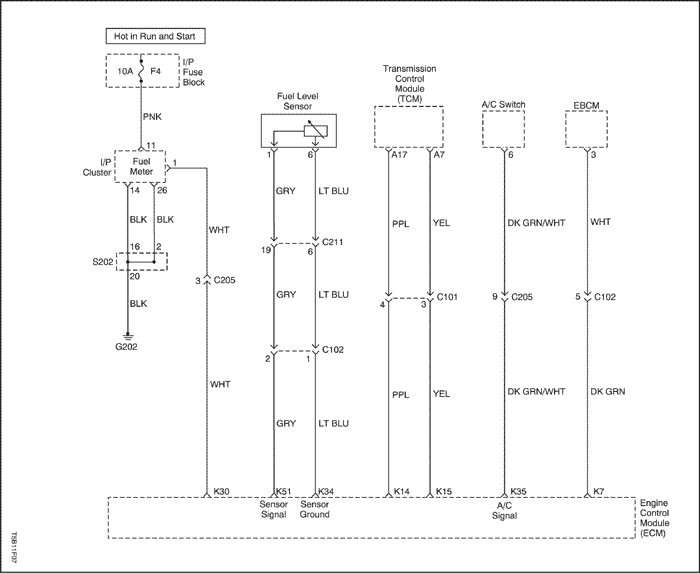 Hot in Run and Start
10A F4
I/P
Fuse
Block
PNK
11
I/P
Cluster
Fuel
Meter
1
14 26
BLK BLK
16 2
S202
20
BLK
G202
WHT
3 C205
WHT
Fuel Level
Sensor
1 6
GRY LT BLU
19 6 C211
GRY LT BLU
2 1 C102
GRY LT BLU
Transmission
Control
Module
(TCM)
A17 A7
PPL YEL
4 3 C101
PPL YEL
A/C Switch
6
DK GRN/WHT
9 C205
DK GRN/WHT
EBCM
3
WHT
5 C102
DK GRN
K30 K51 K34 K14 K15 K35 K7
Sensor
Signal
Sensor
Ground
A/C
Signal
Engine
Control
Module
(ECM)
T5B11F07